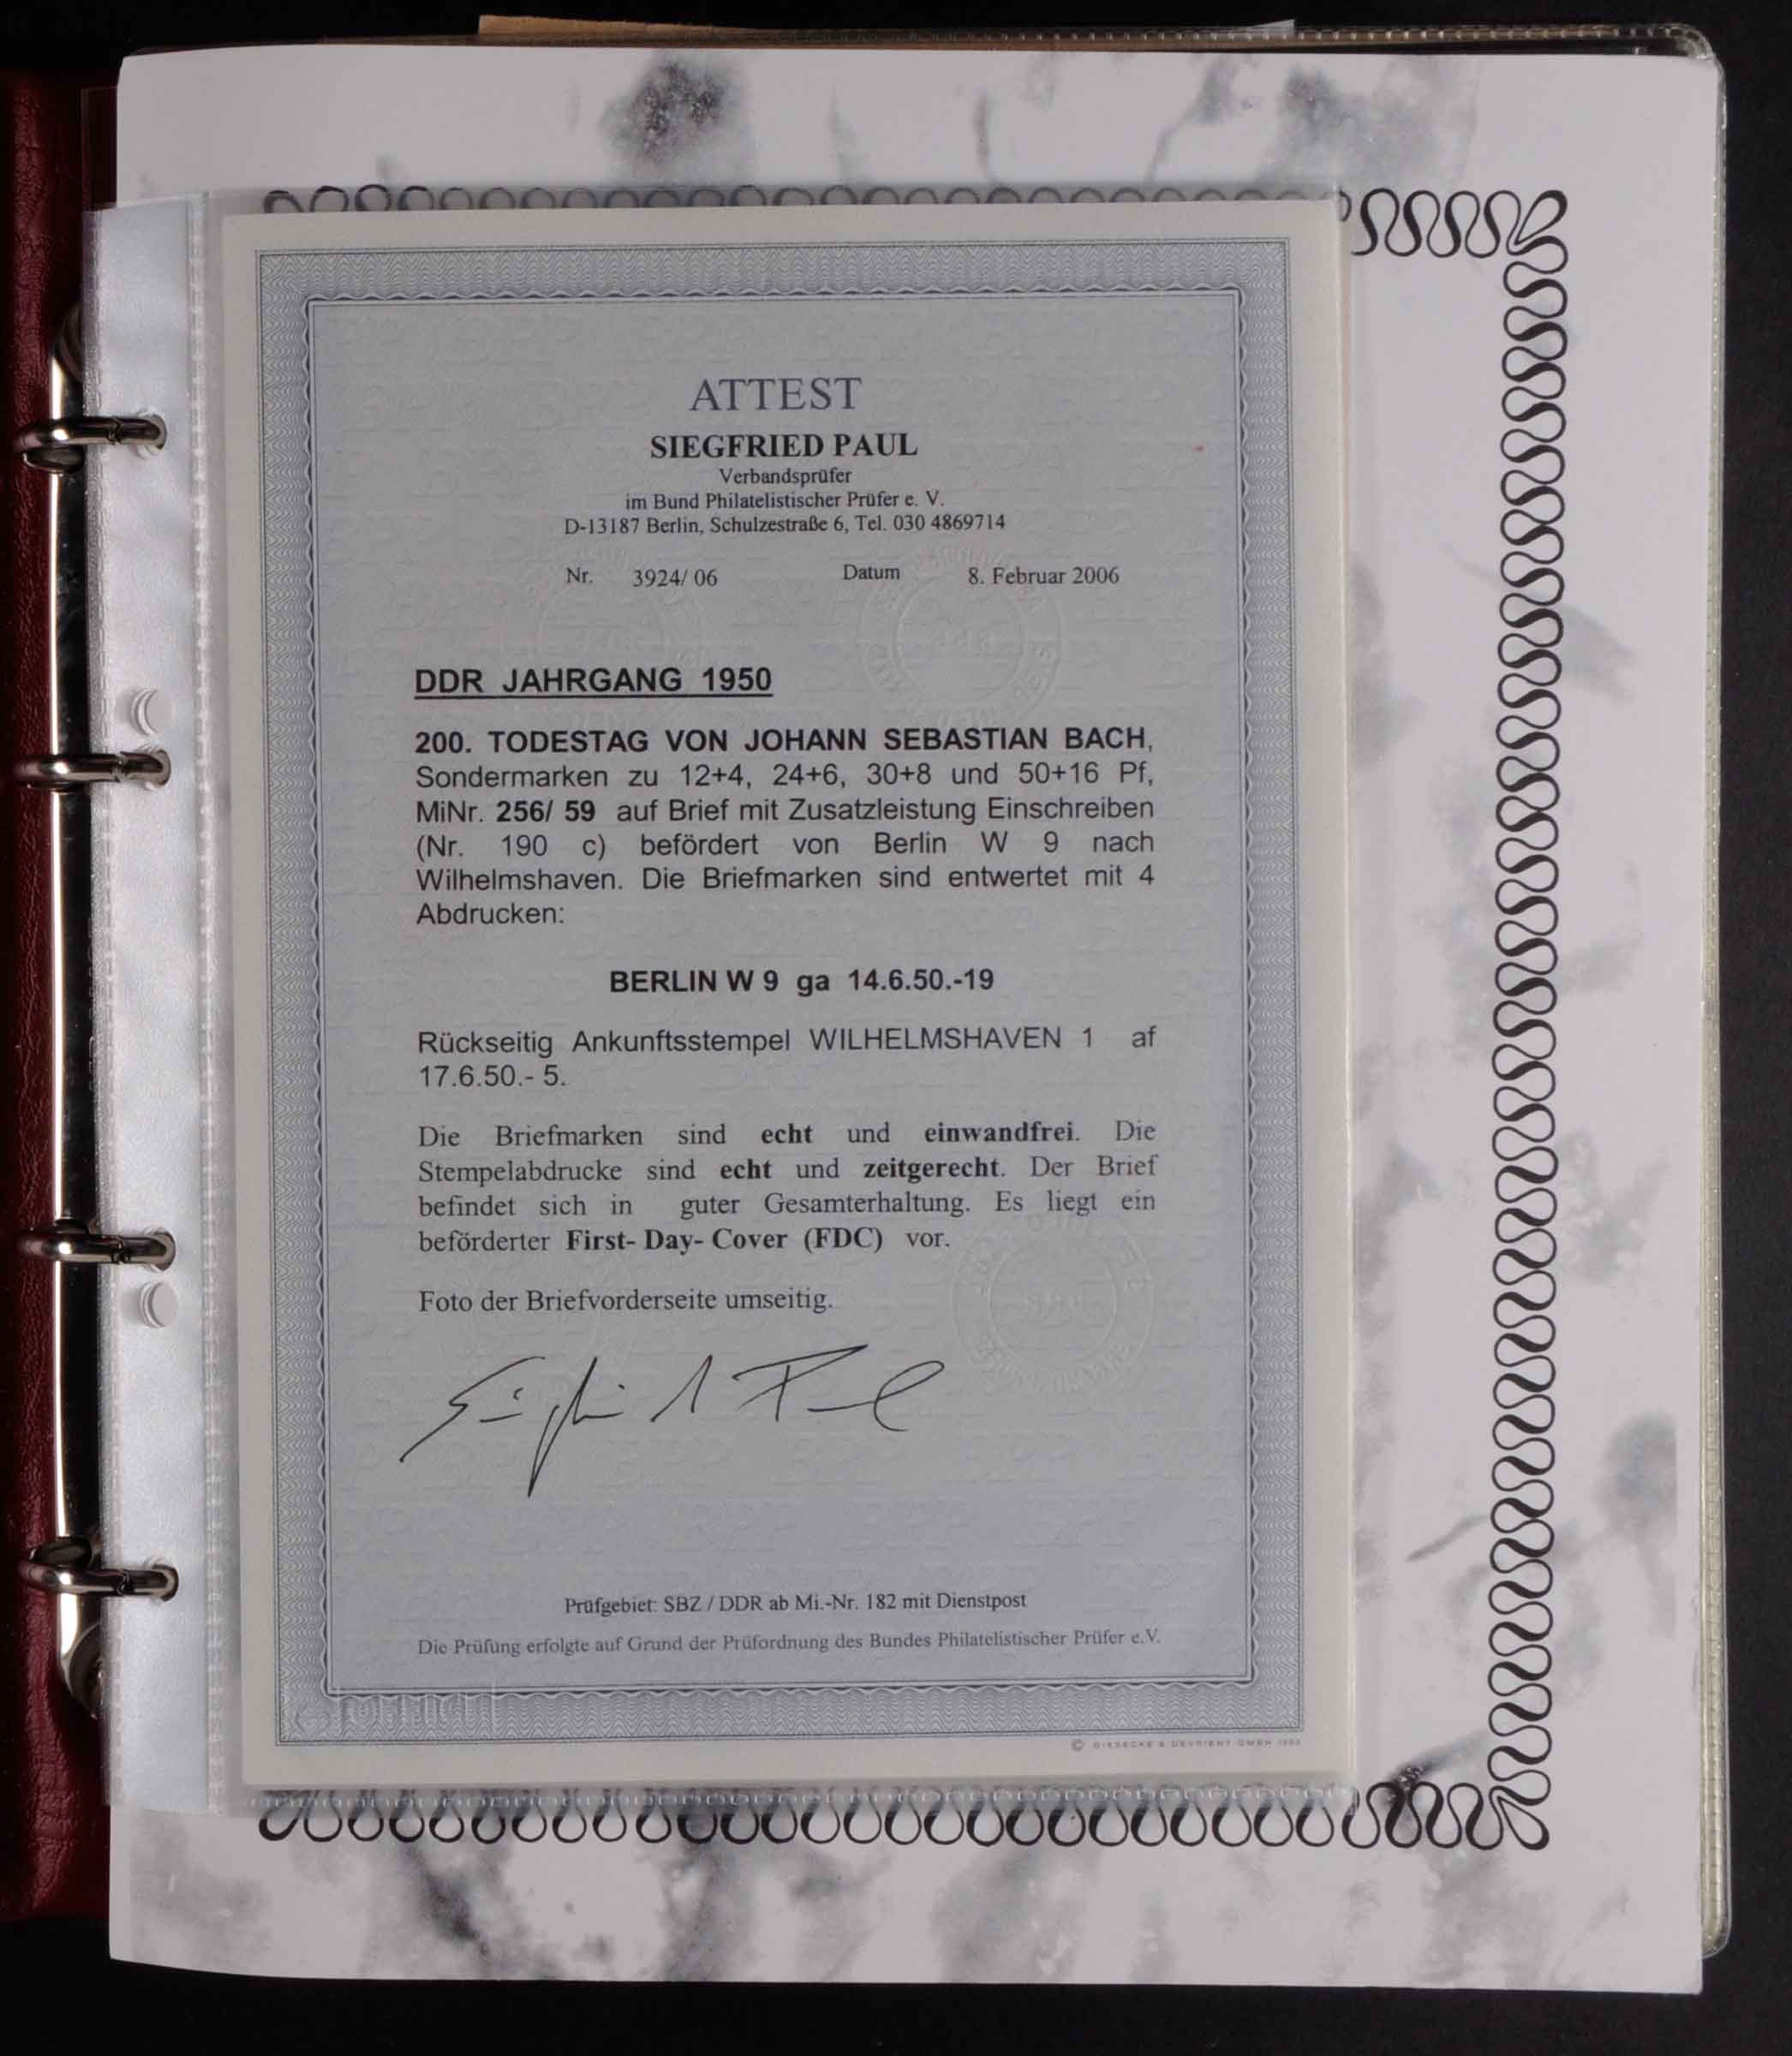 ATTEST
SIEGFRIED PAUL
Verbandsprüfer
im Bund Philatelistischer Prüfer e. V.
D-13187 Berlin, Schulzestraße 6, Tel. 030 4869714
Nr. 3924/ 06 Datum 8. Februar 2006
DDR JAHRGANG 1950
200. TODESTAG VON JOHANN SEBASTIAN BACH,
Sondermarken zu 12+4, 24+6, 30+8 und 50+16 Pf,
MiNr. 256/ 59 auf Brief mit Zusatzleistung Einschreiben
(Nr. 190 c) befördert von Berlin W 9 nach
Wilhelmshaven. Die Briefmarken sind entwertet mit 4
Abdrucken:
BERLIN W 9 ga 14.6.50.-19
Rückseitig Ankunftsstempel WILHELMSHAVEN 1 af
17.6.50.- 5.
Die Briefmarken sind echt und einwandfrei. Die
Stempelabdrucke sind echt und zeitgerecht. Der Brief
befindet sich in guter Gesamterhaltung. Es liegt ein
beförderter First- Day- Cover (FDC) vor.
Foto der Briefvorderseite umseitig.
Siegfried Paul
Prüfgebiet: SBZ / DDR ab Mi.-Nr. 182 mit Dienstpost
Die Prüfung erfolgte auf Grund der Prüfordnung des Bundes Philatelistischer Prüfer e.V.
© GIESECKE & DEVRIENT GMBH